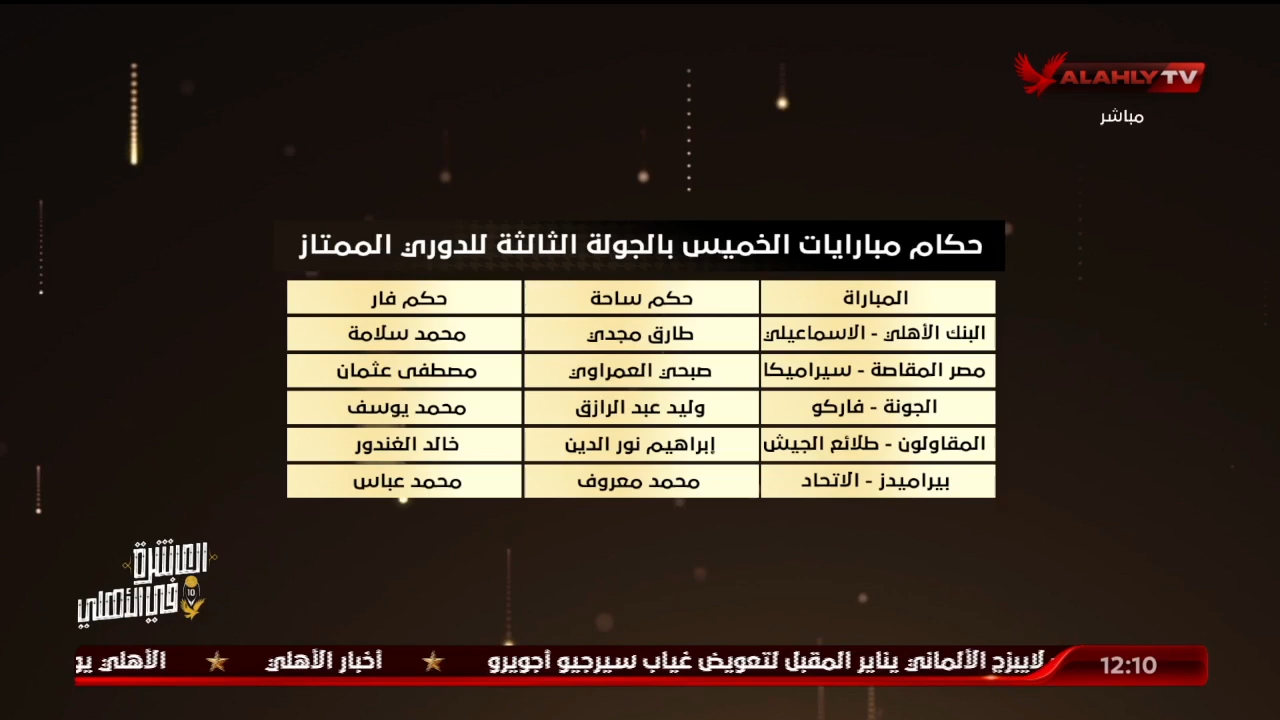 ALAHLY TV
مباشر
حكام مباريات الخميس بالجولة الثالثة للدوري الممتاز
المباراة حكم ساحة حكم فار
البنك الأهلي - الاسماعيلي طارق مجدي محمد سلامة
مصر المقاصة - سيراميكا صبحي العمراوي مصطفى عثمان
الجونة - فاركو وليد عبد الرازق محمد يوسف
المقاولون - طلائع الجيش إبراهيم نور الدين خالد الغندور
بيراميدز - الاتحاد محمد معروف محمد عباس
العاشرة
10
في الأهلي
12:10 لايبزج الألماني يناير المقبل لتعويض غياب سيرجيو أجويرو أخبار الأهلي الأهلي يو